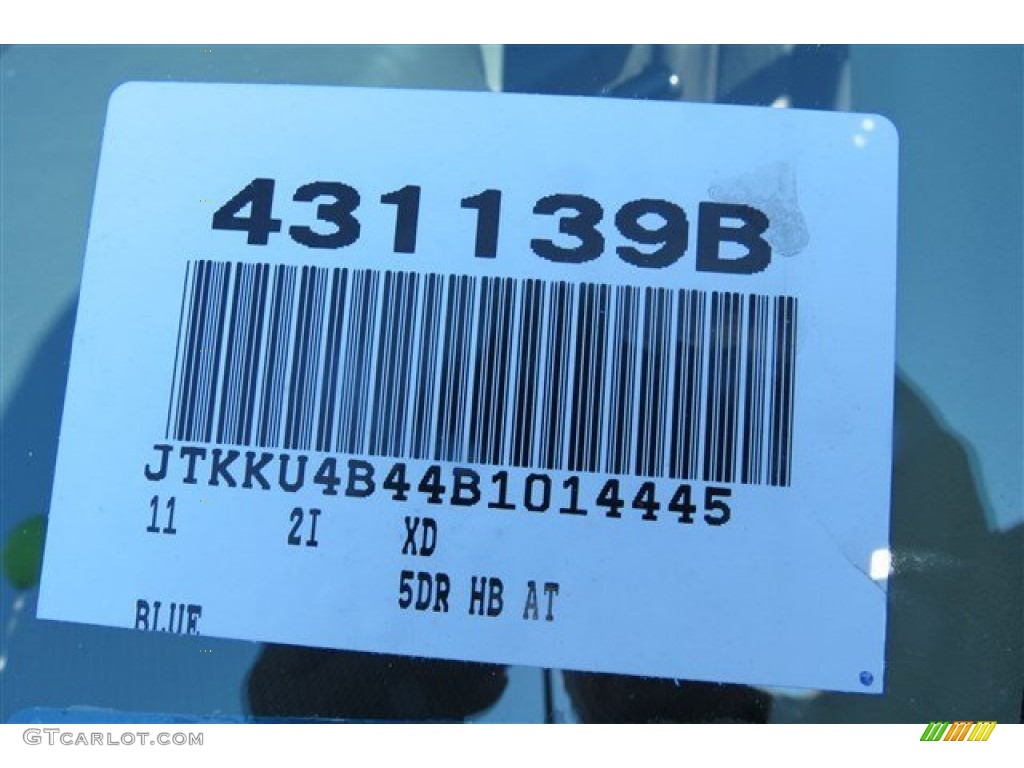 431139B
JTKKU4B44B1014445
11 2I XD
5DR HB AT
BLUE
GTCARLOT.COM